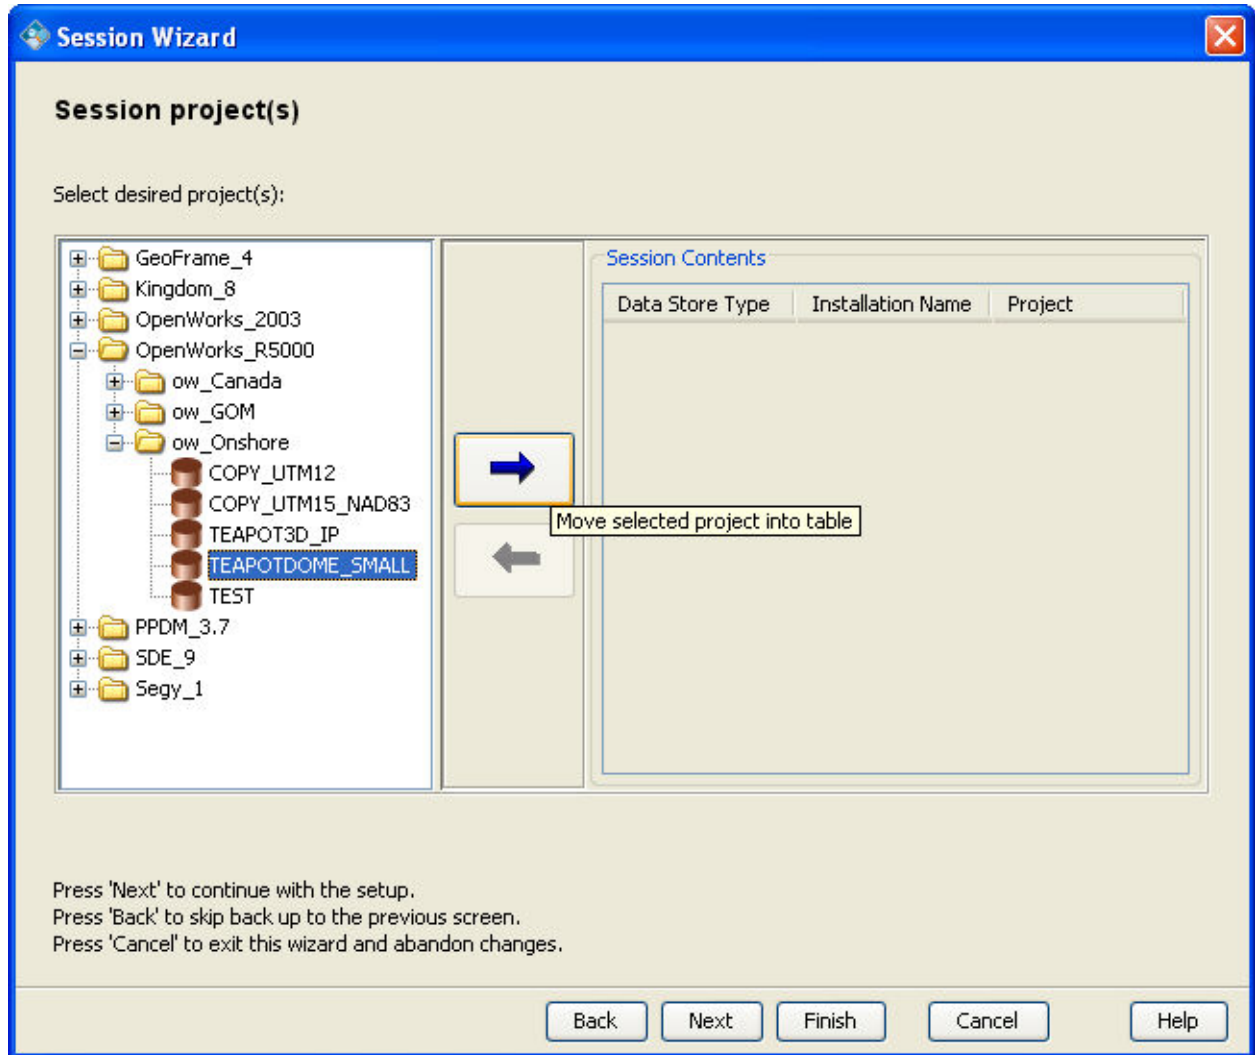 Session Wizard
Session project(s)
Select desired project(s):
GeoFrame_4
Kingdom_8
OpenWorks_2003
OpenWorks_R5000
ow_Canada
ow_GOM
ow_Onshore
COPY_UTM12
COPY_UTM15_NAD83
TEAPOT3D_IP
TEAPOTDOME_SMALL
TEST
PPDM_3.7
SDE_9
Segy_1
Move selected project into table
Session Contents
Data Store Type Installation Name Project
Press 'Next' to continue with the setup.
Press 'Back' to skip back up to the previous screen.
Press 'Cancel' to exit this wizard and abandon changes.
Back Next Finish Cancel Help